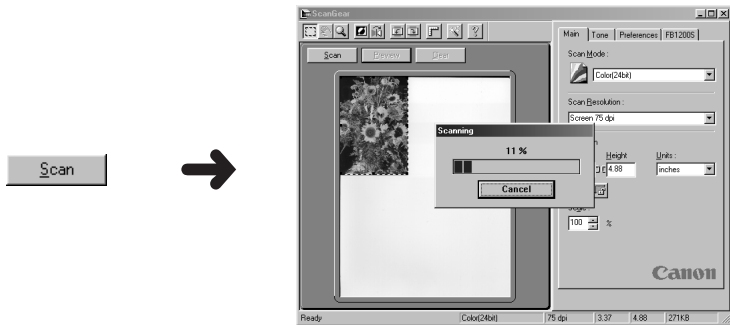 Scan
ScanGear
Scan Preview Clear
Main Tone Preferences FB1200S
Scan Mode:
Color(24bit)
Scan Resolution :
Screen 75 dpi
Scanning
11 %
Cancel
Height Units :
4.88 inches
100 %
Canon
Ready Color(24bit) 75 dpi 3.37 4.88 271KB